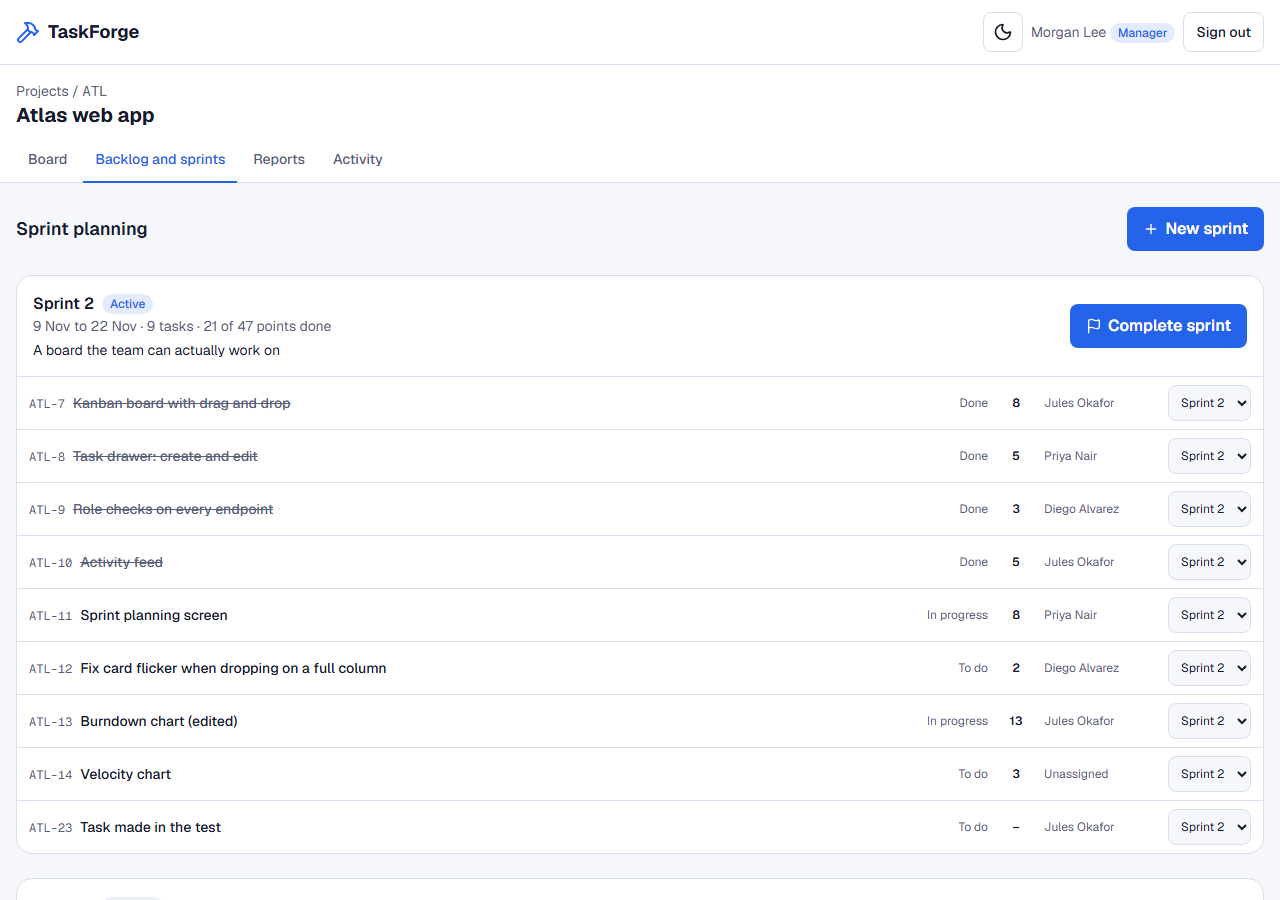 TaskForge
Morgan Lee Manager Sign out
Projects / ATL
Atlas web app
Board Backlog and sprints Reports Activity
Sprint planning
+ New sprint
Sprint 2 Active
9 Nov to 22 Nov · 9 tasks · 21 of 47 points done
A board the team can actually work on
Complete sprint
ATL-7 Kanban board with drag and drop Done 8 Jules Okafor Sprint 2
ATL-8 Task drawer: create and edit Done 5 Priya Nair Sprint 2
ATL-9 Role checks on every endpoint Done 3 Diego Alvarez Sprint 2
ATL-10 Activity feed Done 5 Jules Okafor Sprint 2
ATL-11 Sprint planning screen In progress 8 Priya Nair Sprint 2
ATL-12 Fix card flicker when dropping on a full column To do 2 Diego Alvarez Sprint 2
ATL-13 Burndown chart (edited) In progress 13 Jules Okafor Sprint 2
ATL-14 Velocity chart To do 3 Unassigned Sprint 2
ATL-23 Task made in the test To do – Jules Okafor Sprint 2